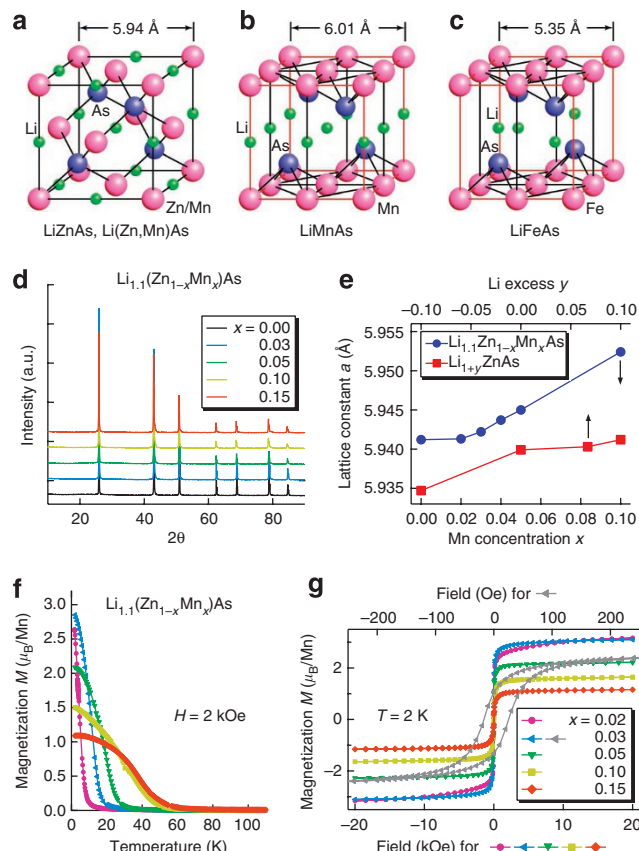 a
5.94 Å
As
Li
Zn/Mn
LiZnAs, Li(Zn,Mn)As
b
6.01 Å
Li
As
Mn
LiMnAs
c
5.35 Å
Li
As
Fe
LiFeAs
d
Li1.1(Zn1−xMnx)As
x = 0.00
0.03
0.05
0.10
0.15
Intensity (a.u.)
20 40 60 80
2θ
e
Li excess y
−0.10 −0.05 0.00 0.05 0.10
Li1.1Zn1−xMnxAs
Li1+yZnAs
Lattice constant a (Å)
5.955
5.950
5.945
5.940
5.935
0.00 0.02 0.04 0.06 0.08 0.10
Mn concentration x
f
Li1.1(Zn1−xMnx)As
Magnetization M (μB/Mn)
3.0
2.5
2.0
1.5
1.0
0.5
0.0
H = 2 kOe
0 20 40 60 80 100
Temperature (K)
g
Field (Oe) for
−200 −100 0 100 200
Magnetization M (μB/Mn)
2
0
−2
T = 2 K
x = 0.02
0.03
0.05
0.10
0.15
−20 −10 0 10 20
Field (kOe) for